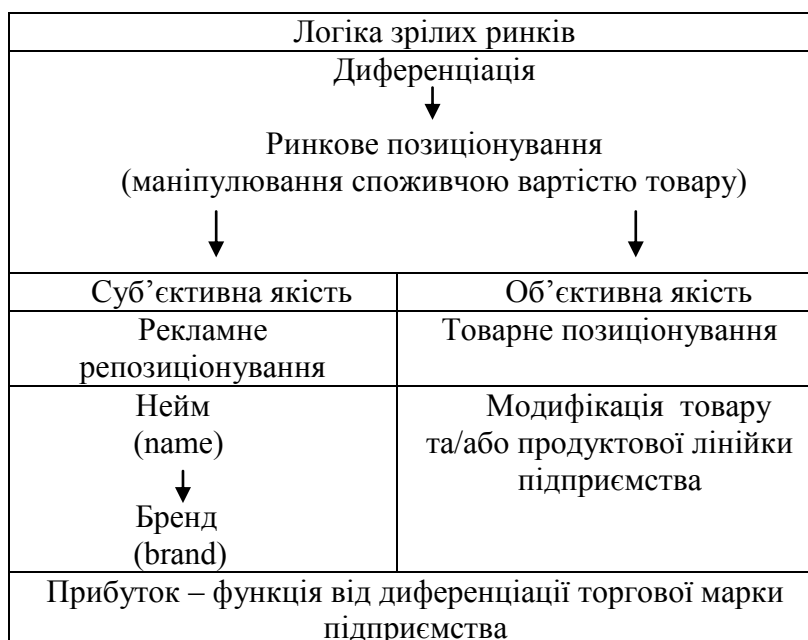 Логіка зрілих ринків
Диференціація
Ринкове позиціонування
(маніпулювання споживчою вартістю товару)
Суб’єктивна якість
Об’єктивна якість
Рекламне
репозиціонування
Товарне позиціонування
Нейм
(name)
Бренд
(brand)
Модифікація товару
та/або продуктової лінійки
підприємства
Прибуток – функція від диференціації торгової марки
підприємства